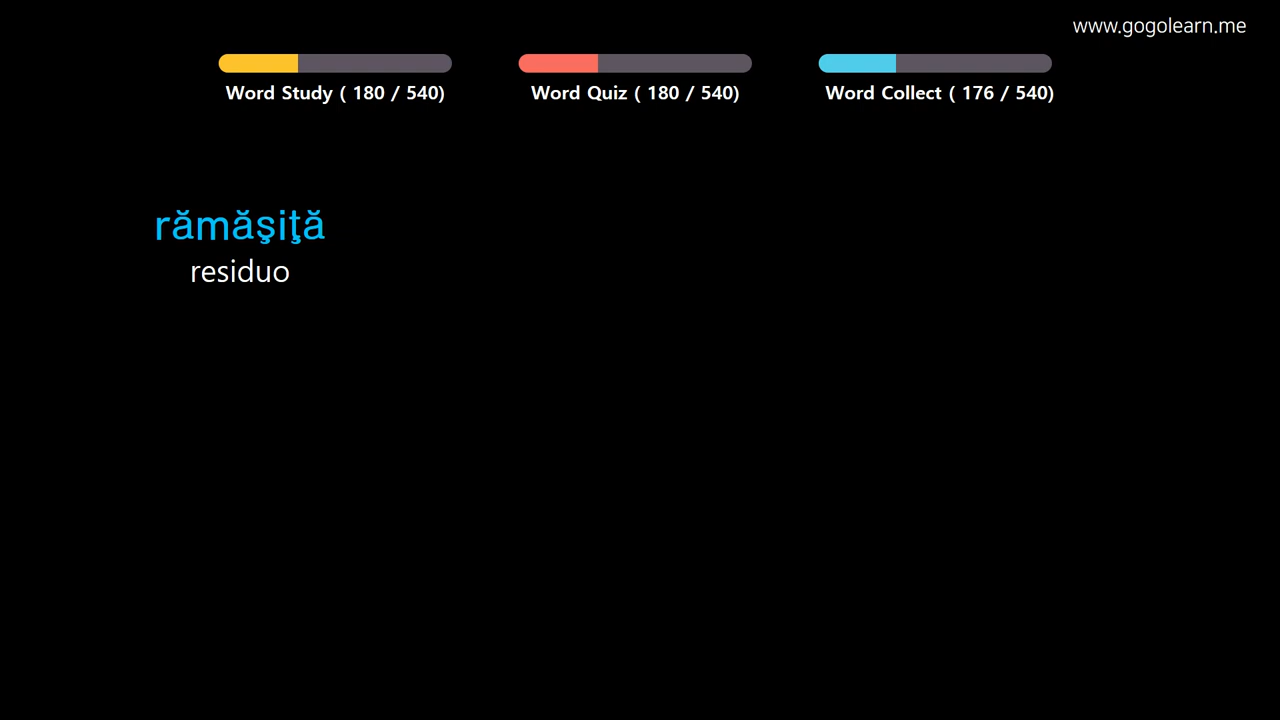 www.gogolearn.me
Word Study ( 180 / 540)
Word Quiz ( 180 / 540)
Word Collect ( 176 / 540)
rămăşiţă
residuo